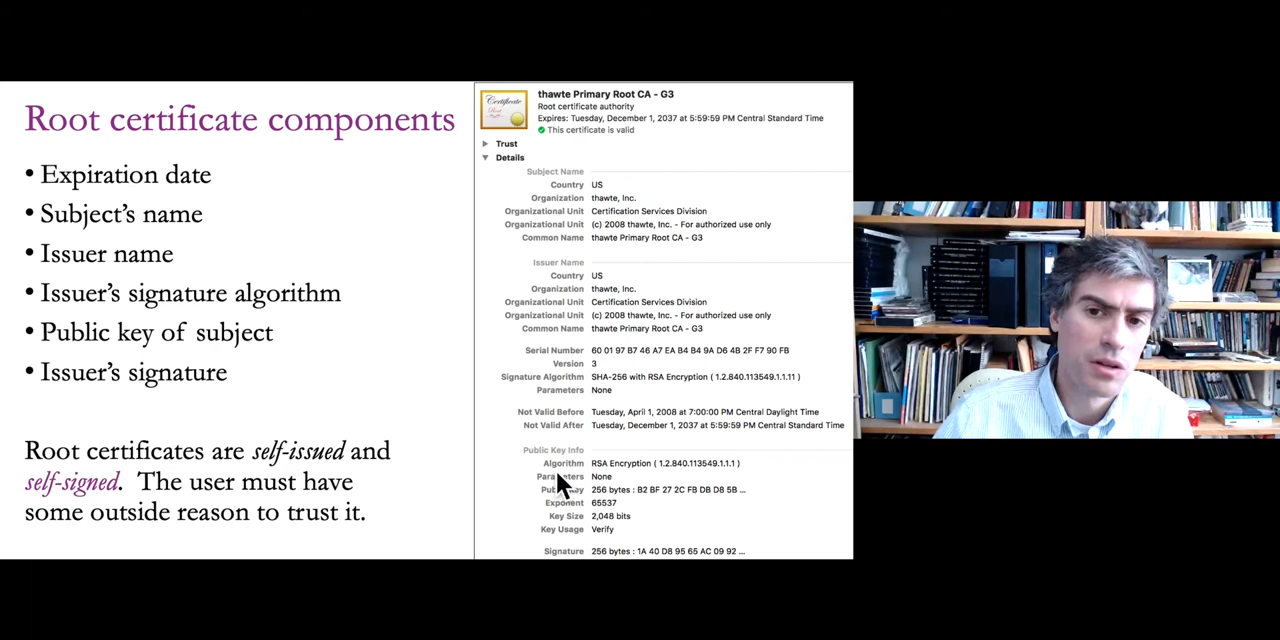 Root certificate components
• Expiration date
• Subject's name
• Issuer name
• Issuer's signature algorithm
• Public key of subject
• Issuer's signature
Root certificates are self-issued and
self-signed. The user must have
some outside reason to trust it.
Certificate
thawte Primary Root CA - G3
Root certificate authority
Expires: Tuesday, December 1, 2037 at 5:59:59 PM Central Standard Time
This certificate is valid
Trust
Details
Subject Name
Country US
Organization thawte, Inc.
Organizational Unit Certification Services Division
Organizational Unit (c) 2008 thawte, Inc. - For authorized use only
Common Name thawte Primary Root CA - G3
Issuer Name
Country US
Organization thawte, Inc.
Organizational Unit Certification Services Division
Organizational Unit (c) 2008 thawte, Inc. - For authorized use only
Common Name thawte Primary Root CA - G3
Serial Number 60 01 97 B7 46 A7 EA B4 B4 9A D6 4B 2F F7 90 FB
Version 3
Signature Algorithm SHA-256 with RSA Encryption ( 1.2.840.113549.1.1.11 )
Parameters None
Not Valid Before Tuesday, April 1, 2008 at 7:00:00 PM Central Daylight Time
Not Valid After Tuesday, December 1, 2037 at 5:59:59 PM Central Standard Time
Public Key Info
Algorithm RSA Encryption ( 1.2.840.113549.1.1.1 )
Parameters None
Public Key 256 bytes : B2 BF 27 2C FB DB D8 5B ...
Exponent 65537
Key Size 2,048 bits
Key Usage Verify
Signature 256 bytes : 1A 40 D8 95 65 AC 09 92 ...